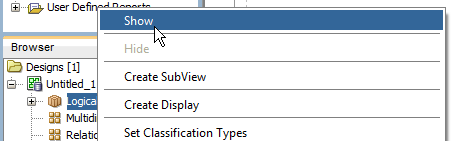 User Defined Reports
Show
Hide
Browser
Create SubView
Designs [1]
Untitled_1
Create Display
Logica
Multidi
Relatio
Set Classification Types